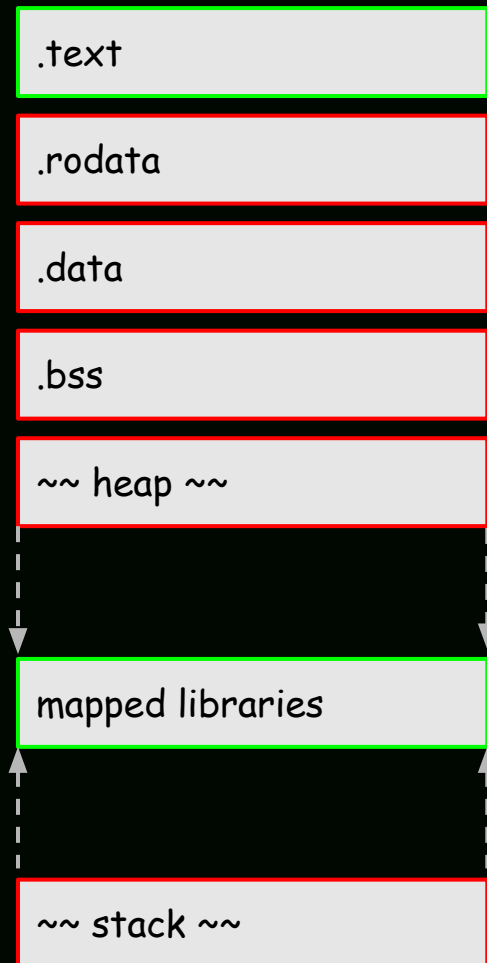 .text
.rodata
.data
.bss
~~ heap ~~
mapped libraries
~~ stack ~~